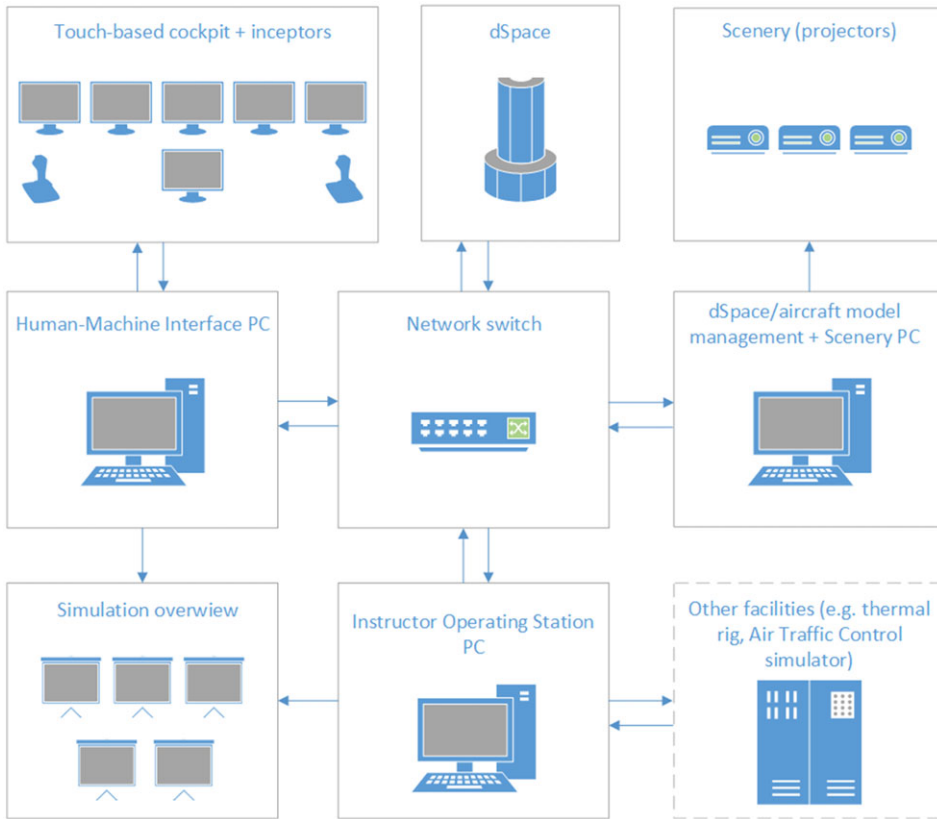 Touch-based cockpit + inceptors
dSpace
Scenery (projectors)
Human-Machine Interface PC
Network switch
dSpace/aircraft model
management + Scenery PC
Simulation overwiew
Instructor Operating Station
PC
Other facilities (e.g. thermal
rig, Air Traffic Control
simulator)